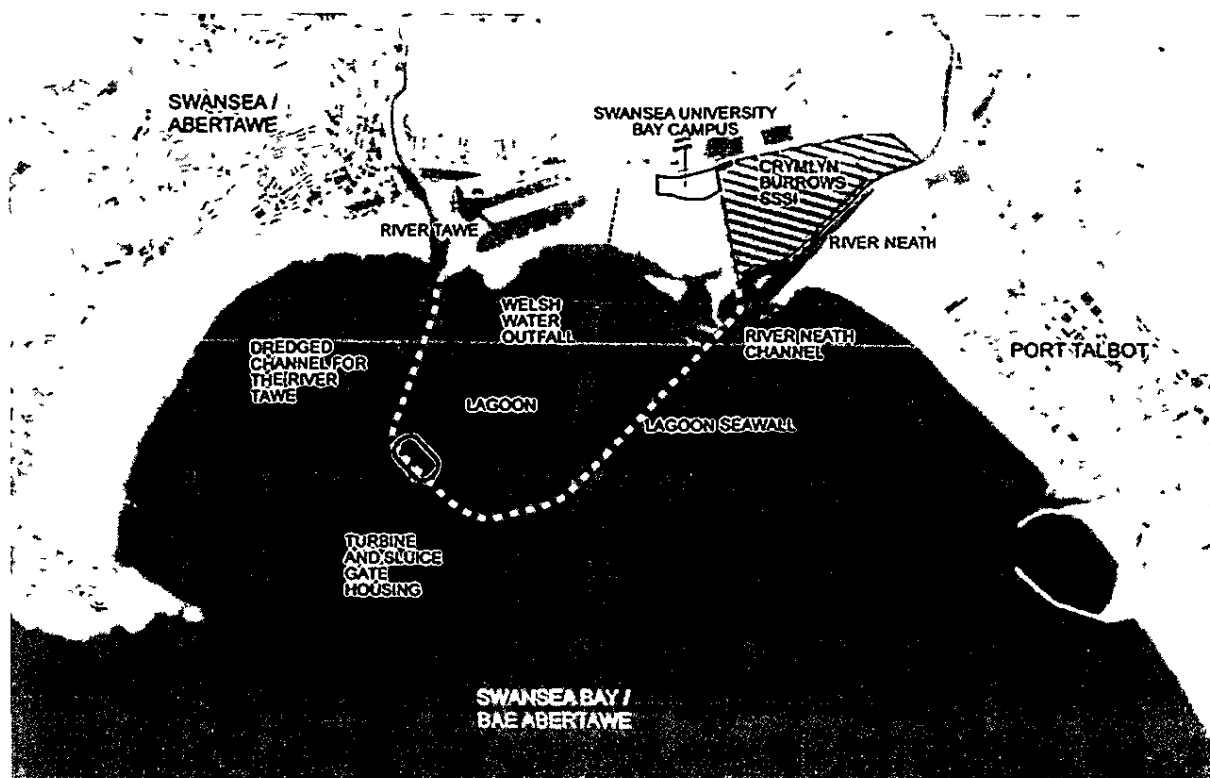 SWANSEA /
ABERTAWE
SWANSEA UNIVERSITY
BAY CAMPUS
CRYMLYN
BURROWS
SSSI
RIVER TAWE
RIVER NEATH
WELSH
WATER
OUTFALL
DREDGED
CHANNEL FOR
THE RIVER
TAWE
RIVER NEATH
CHANNEL
PORT TALBOT
LAGOON
LAGOON SEAWALL
TURBINE
AND SLUICE
GATE
HOUSING
SWANSEA BAY /
BAE ABERTAWE